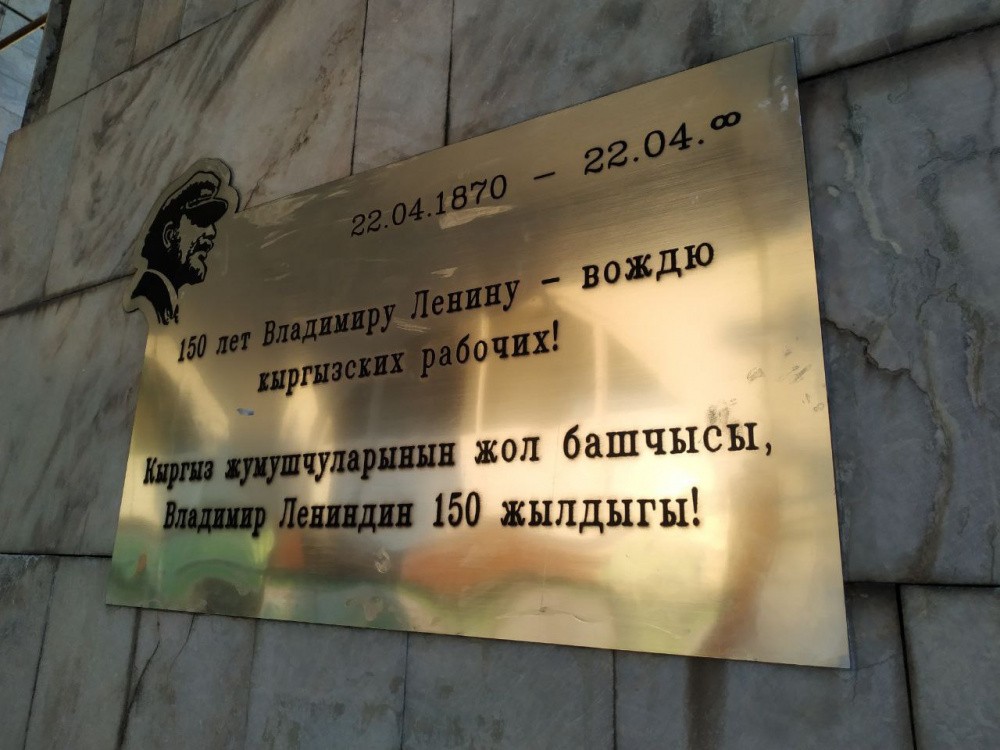 22.04.1870 – 22.04.∞
150 лет Владимиру Ленину – вождю
кыргызских рабочих!
Кыргыз жумушчуларынын жол башчысы,
Владимир Лениндин 150 жылдыгы!